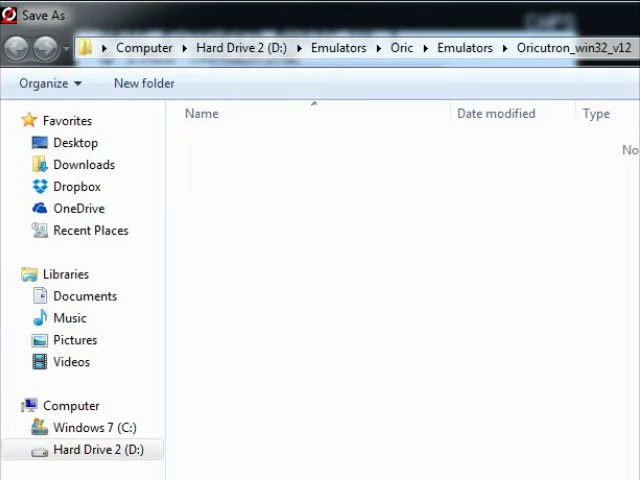 Save As
Computer Hard Drive 2 (D:) Emulators Oric Emulators Oricutron_win32_v12
Organize New folder
Name Date modified Type
No
Favorites
Desktop
Downloads
Dropbox
OneDrive
Recent Places
Libraries
Documents
Music
Pictures
Videos
Computer
Windows 7 (C:)
Hard Drive 2 (D:)